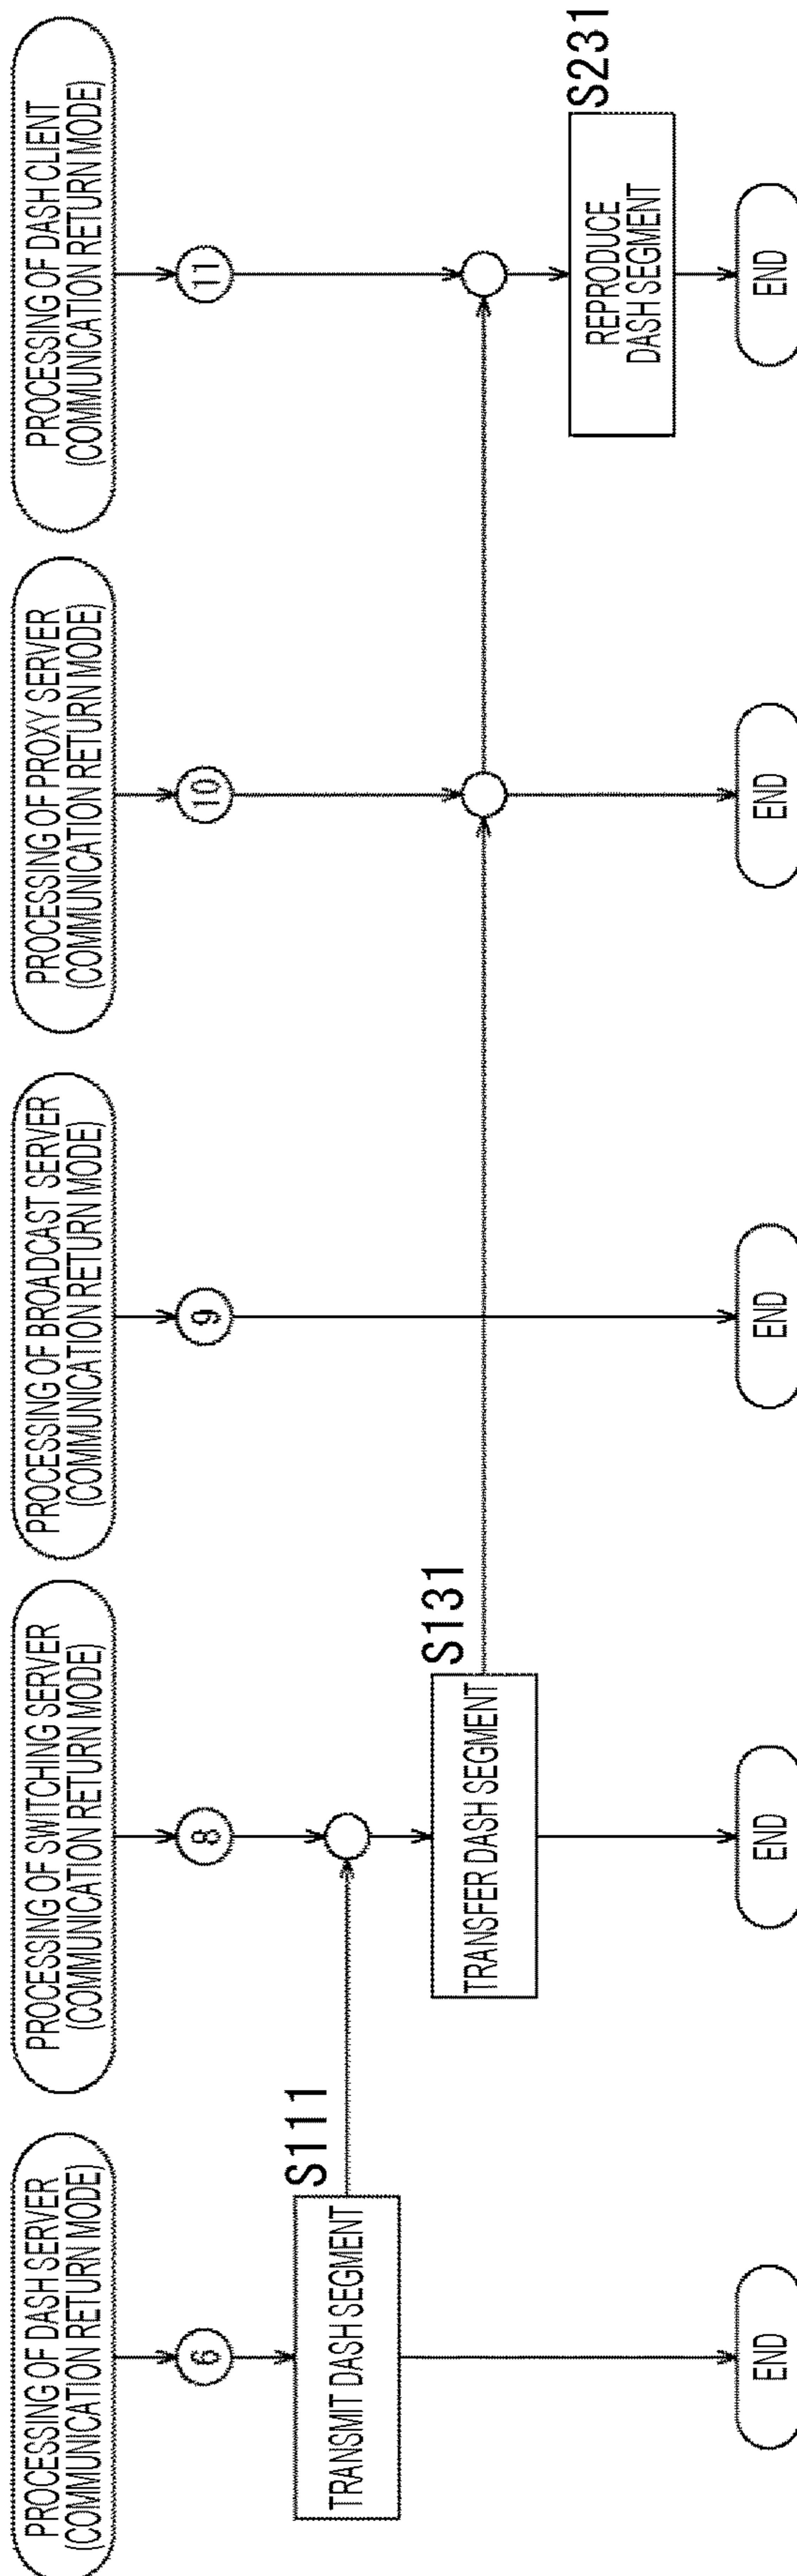 PROCESSING OF DASH SERVER
(COMMUNICATION RETURN MODE)
PROCESSING OF SWITCHING SERVER
(COMMUNICATION RETURN MODE)
PROCESSING OF BROADCAST SERVER
(COMMUNICATION RETURN MODE)
PROCESSING OF PROXY SERVER
(COMMUNICATION RETURN MODE)
PROCESSING OF DASH CLIENT
(COMMUNICATION RETURN MODE)
6
8
9
10
11
S111
TRANSMIT DASH SEGMENT
S131
TRANSFER DASH SEGMENT
S231
REPRODUCE
DASH SEGMENT
END
END
END
END
END